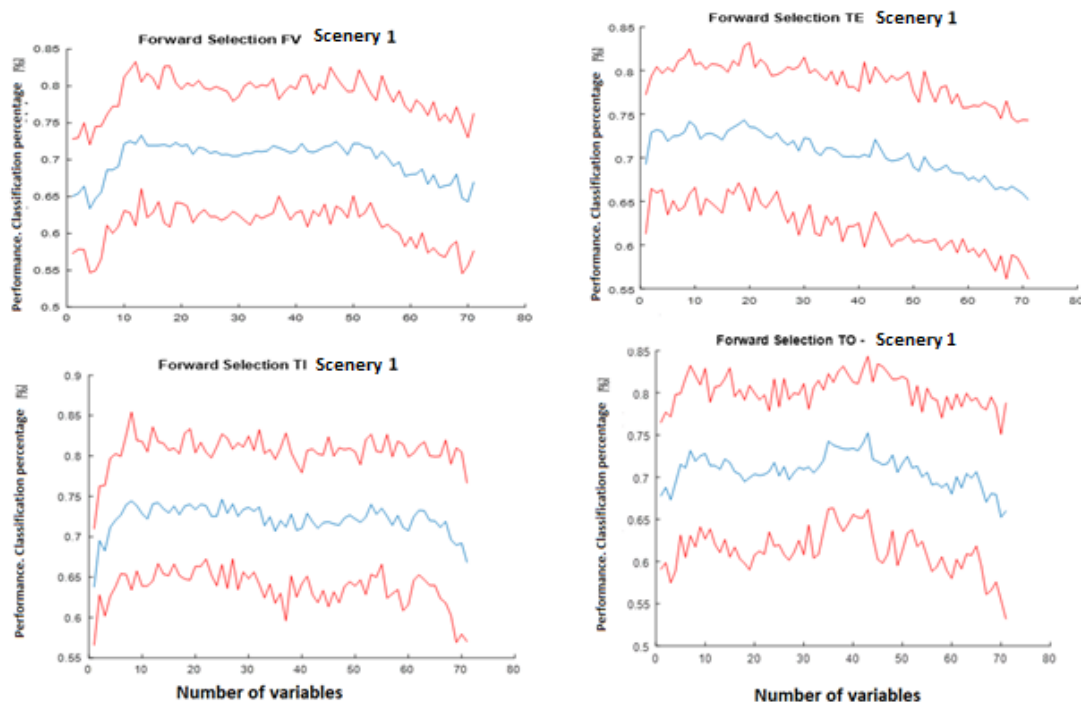 Forward Selection FV Scenery 1
Performance. Classification percentage [%]
0.85
0.8
0.75
0.7
0.65
0.6
0.55
0.5
0 10 20 30 40 50 60 70 80
Forward Selection TE Scenery 1
Performance. Classification percentage [%]
0.85
0.8
0.75
0.7
0.65
0.6
0.55
0 10 20 30 40 50 60 70 80
Forward Selection TI Scenery 1
Performance. Classification percentage [%]
0.9
0.85
0.8
0.75
0.7
0.65
0.6
0.55
0 10 20 30 40 50 60 70 80
Number of variables
Forward Selection TO - Scenery 1
Performance. Classification percentage [%]
0.85
0.8
0.75
0.7
0.65
0.6
0.55
0.5
0 10 20 30 40 50 60 70 80
Number of variables